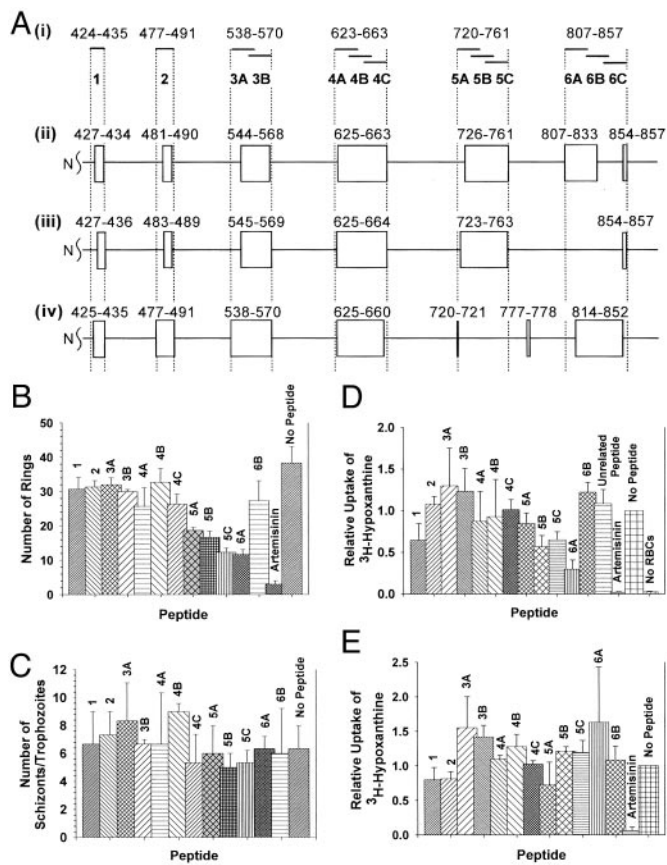 A (i) 424-435 477-491 538-570 623-663 720-761 807-857
1 2 3A 3B 4A 4B 4C 5A 5B 5C 6A 6B 6C
(ii) 427-434 481-490 544-568 625-663 726-761 807-833 854-857
N
(iii) 427-436 483-489 545-569 625-664 723-763 854-857
N
(iv) 425-435 477-491 538-570 625-660 720-721 777-778 814-852
N
B
Number of Rings
50
40
30
20
10
0
1 2 3A 3B 4A 4B 4C 5A 5B 5C 6A 6B Artemisinin No Peptide
Peptide
D
Relative Uptake of
³H-Hypoxanthine
2.0
1.5
1.0
0.5
0.0
1 2 3A 3B 4A 4B 4C 5A 5B 5C 6A 6B Unrelated Peptide Artemisinin No Peptide No RBCs
Peptide
C
Number of
Schizonts/Trophozoites
12
10
8
6
4
2
0
1 2 3A 3B 4A 4B 4C 5A 5B 5C 6A 6B No Peptide
Peptide
E
Relative Uptake of
³H-Hypoxanthine
2.5
2.0
1.5
1.0
0.5
0.0
1 2 3A 3B 4A 4B 4C 5A 5B 5C 6A 6B Artemisinin No Peptide
Peptide